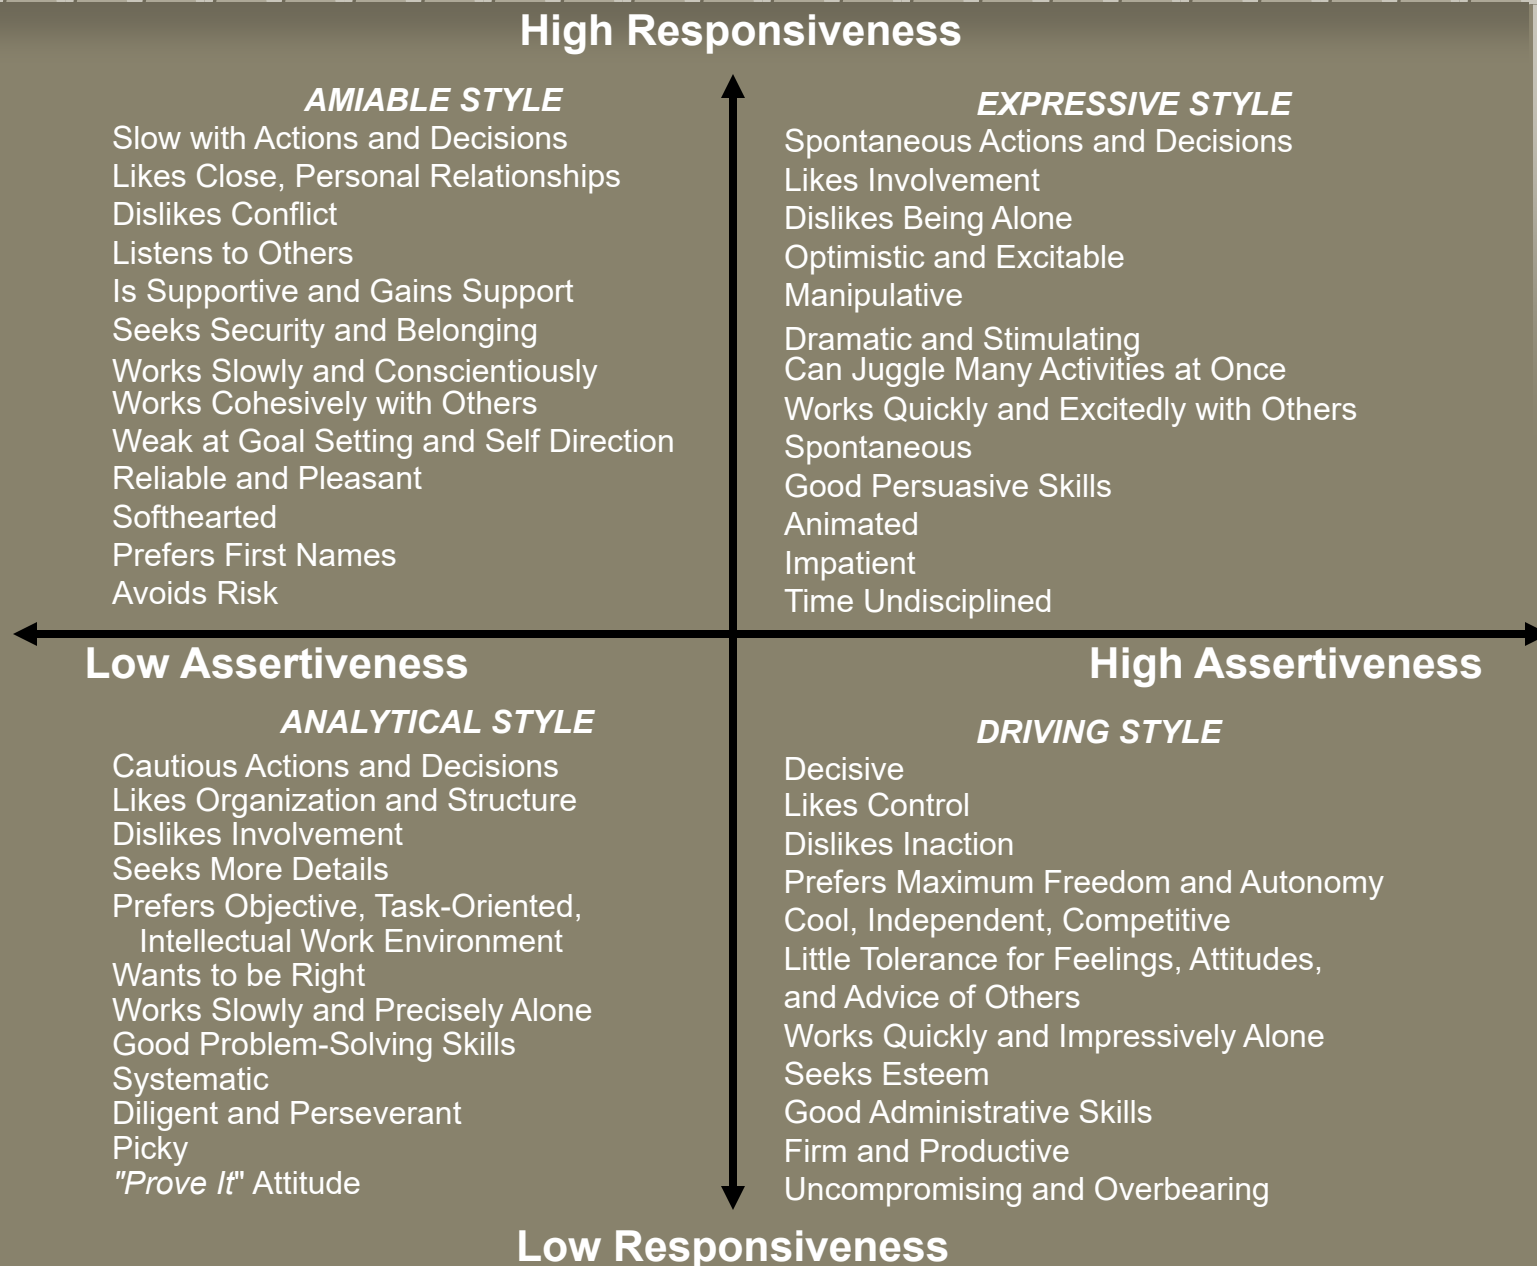 High Responsiveness
AMIABLE STYLE
Slow with Actions and Decisions
Likes Close, Personal Relationships
Dislikes Conflict
Listens to Others
Is Supportive and Gains Support
Seeks Security and Belonging
Works Slowly and Conscientiously
Works Cohesively with Others
Weak at Goal Setting and Self Direction
Reliable and Pleasant
Softhearted
Prefers First Names
Avoids Risk
EXPRESSIVE STYLE
Spontaneous Actions and Decisions
Likes Involvement
Dislikes Being Alone
Optimistic and Excitable
Manipulative
Dramatic and Stimulating
Can Juggle Many Activities at Once
Works Quickly and Excitedly with Others
Spontaneous
Good Persuasive Skills
Animated
Impatient
Time Undisciplined
Low Assertiveness
High Assertiveness
ANALYTICAL STYLE
Cautious Actions and Decisions
Likes Organization and Structure
Dislikes Involvement
Seeks More Details
Prefers Objective, Task-Oriented,
Intellectual Work Environment
Wants to be Right
Works Slowly and Precisely Alone
Good Problem-Solving Skills
Systematic
Diligent and Perseverant
Picky
"Prove It" Attitude
DRIVING STYLE
Decisive
Likes Control
Dislikes Inaction
Prefers Maximum Freedom and Autonomy
Cool, Independent, Competitive
Little Tolerance for Feelings, Attitudes,
and Advice of Others
Works Quickly and Impressively Alone
Seeks Esteem
Good Administrative Skills
Firm and Productive
Uncompromising and Overbearing
Low Responsiveness